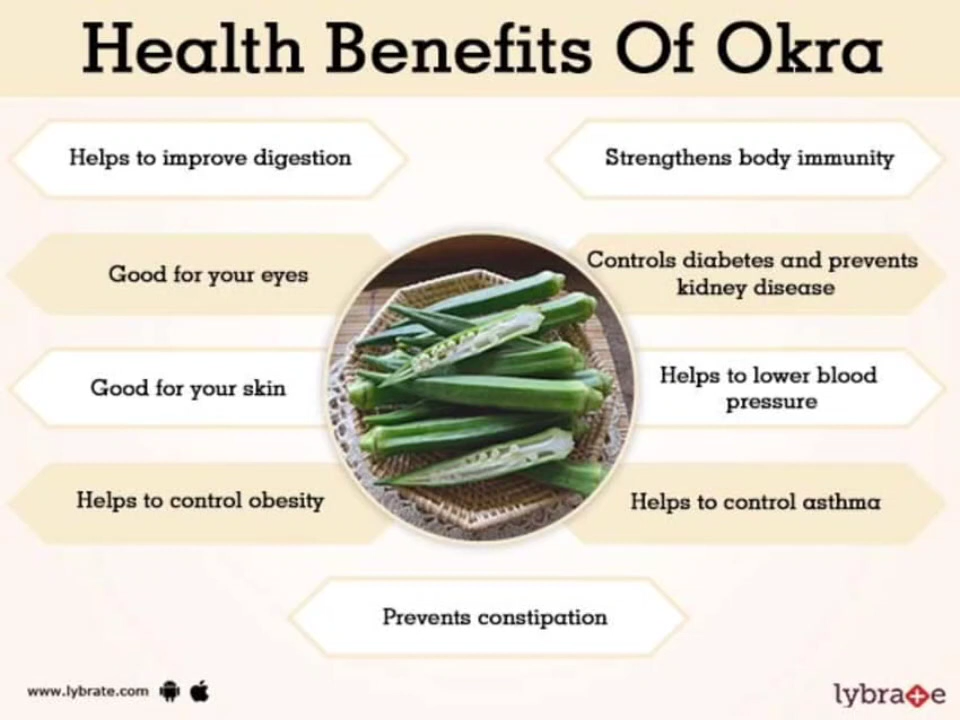 Health Benefits Of Okra
Helps to improve digestion
Strengthens body immunity
Good for your eyes
Controls diabetes and prevents
kidney disease
Good for your skin
Helps to lower blood
pressure
Helps to control obesity
Helps to control asthma
Prevents constipation
www.lybrate.com
lybrate